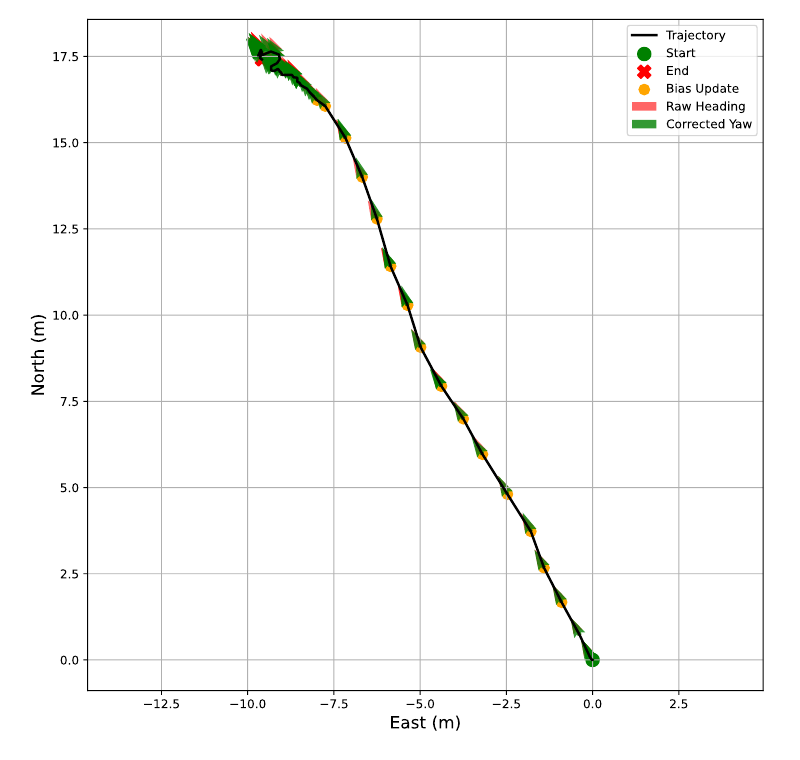 Trajectory
Start
End
Bias Update
Raw Heading
Corrected Yaw
17.5
15.0
12.5
10.0
7.5
5.0
2.5
0.0
North (m)
−12.5
−10.0
−7.5
−5.0
−2.5
0.0
2.5
East (m)